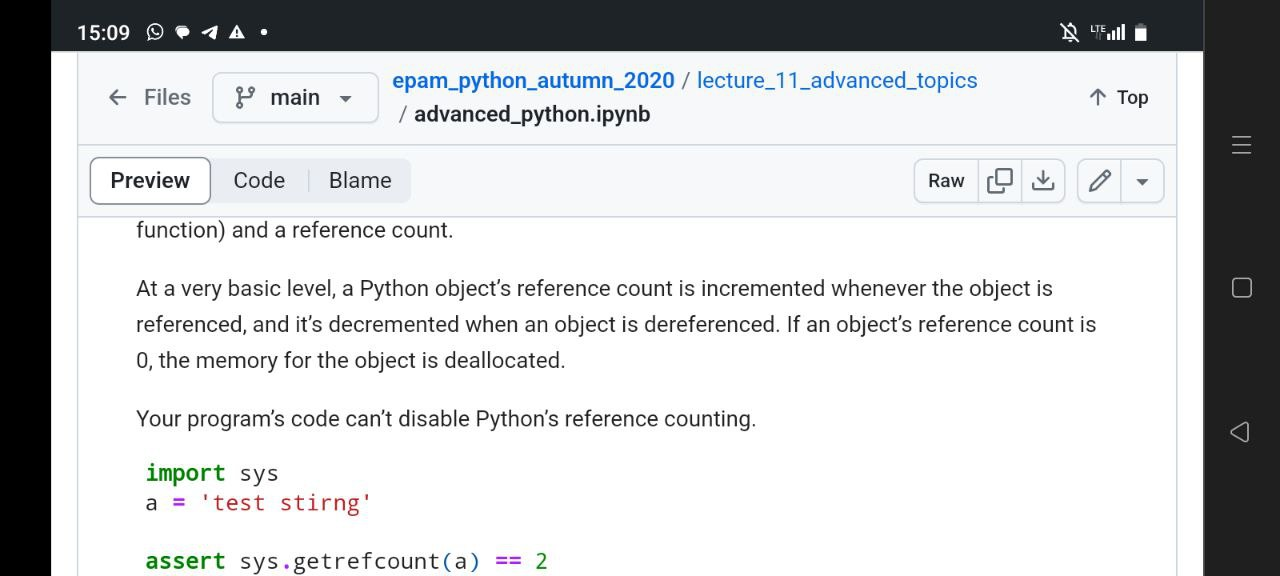 15:09
LTE
Files
main
epam_python_autumn_2020 / lecture_11_advanced_topics
/ advanced_python.ipynb
Top
Preview
Code
Blame
Raw
function) and a reference count.
At a very basic level, a Python object’s reference count is incremented whenever the object is
referenced, and it’s decremented when an object is dereferenced. If an object’s reference count is
0, the memory for the object is deallocated.
Your program’s code can’t disable Python’s reference counting.
import sys
a = 'test stirng'
assert sys.getrefcount(a) == 2